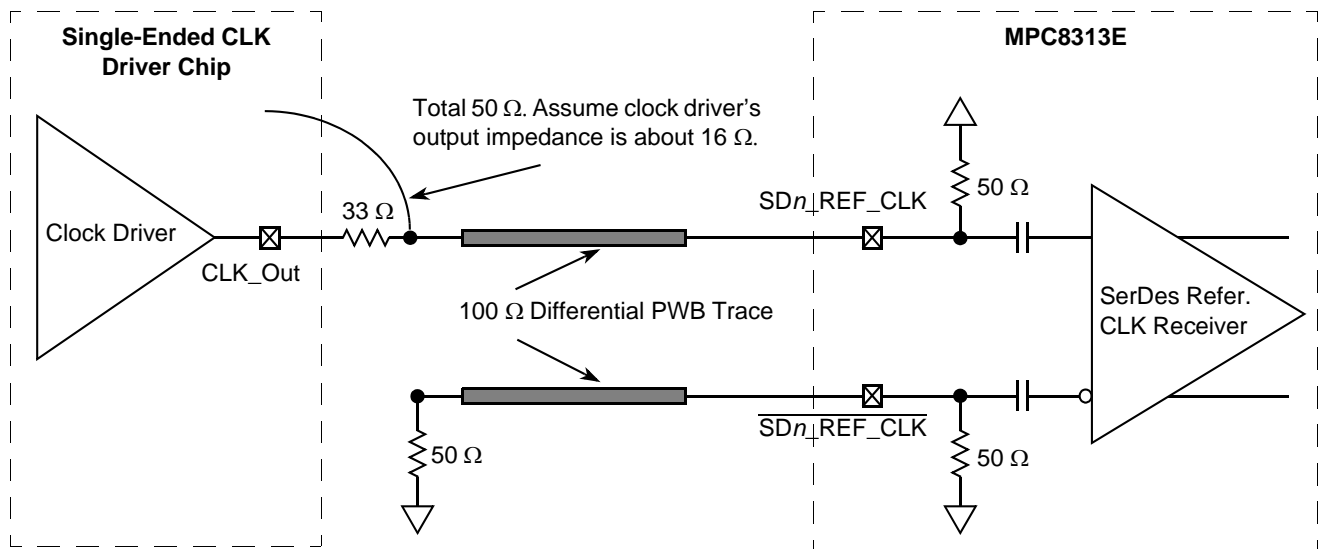 Single-Ended CLK
Driver Chip
MPC8313E
Total 50 Ω. Assume clock driver's
output impedance is about 16 Ω.
50 Ω
SDn_REF_CLK
33 Ω
Clock Driver
CLK_Out
SerDes Refer.
CLK Receiver
100 Ω Differential PWB Trace
SDn_REF_CLK
50 Ω
50 Ω